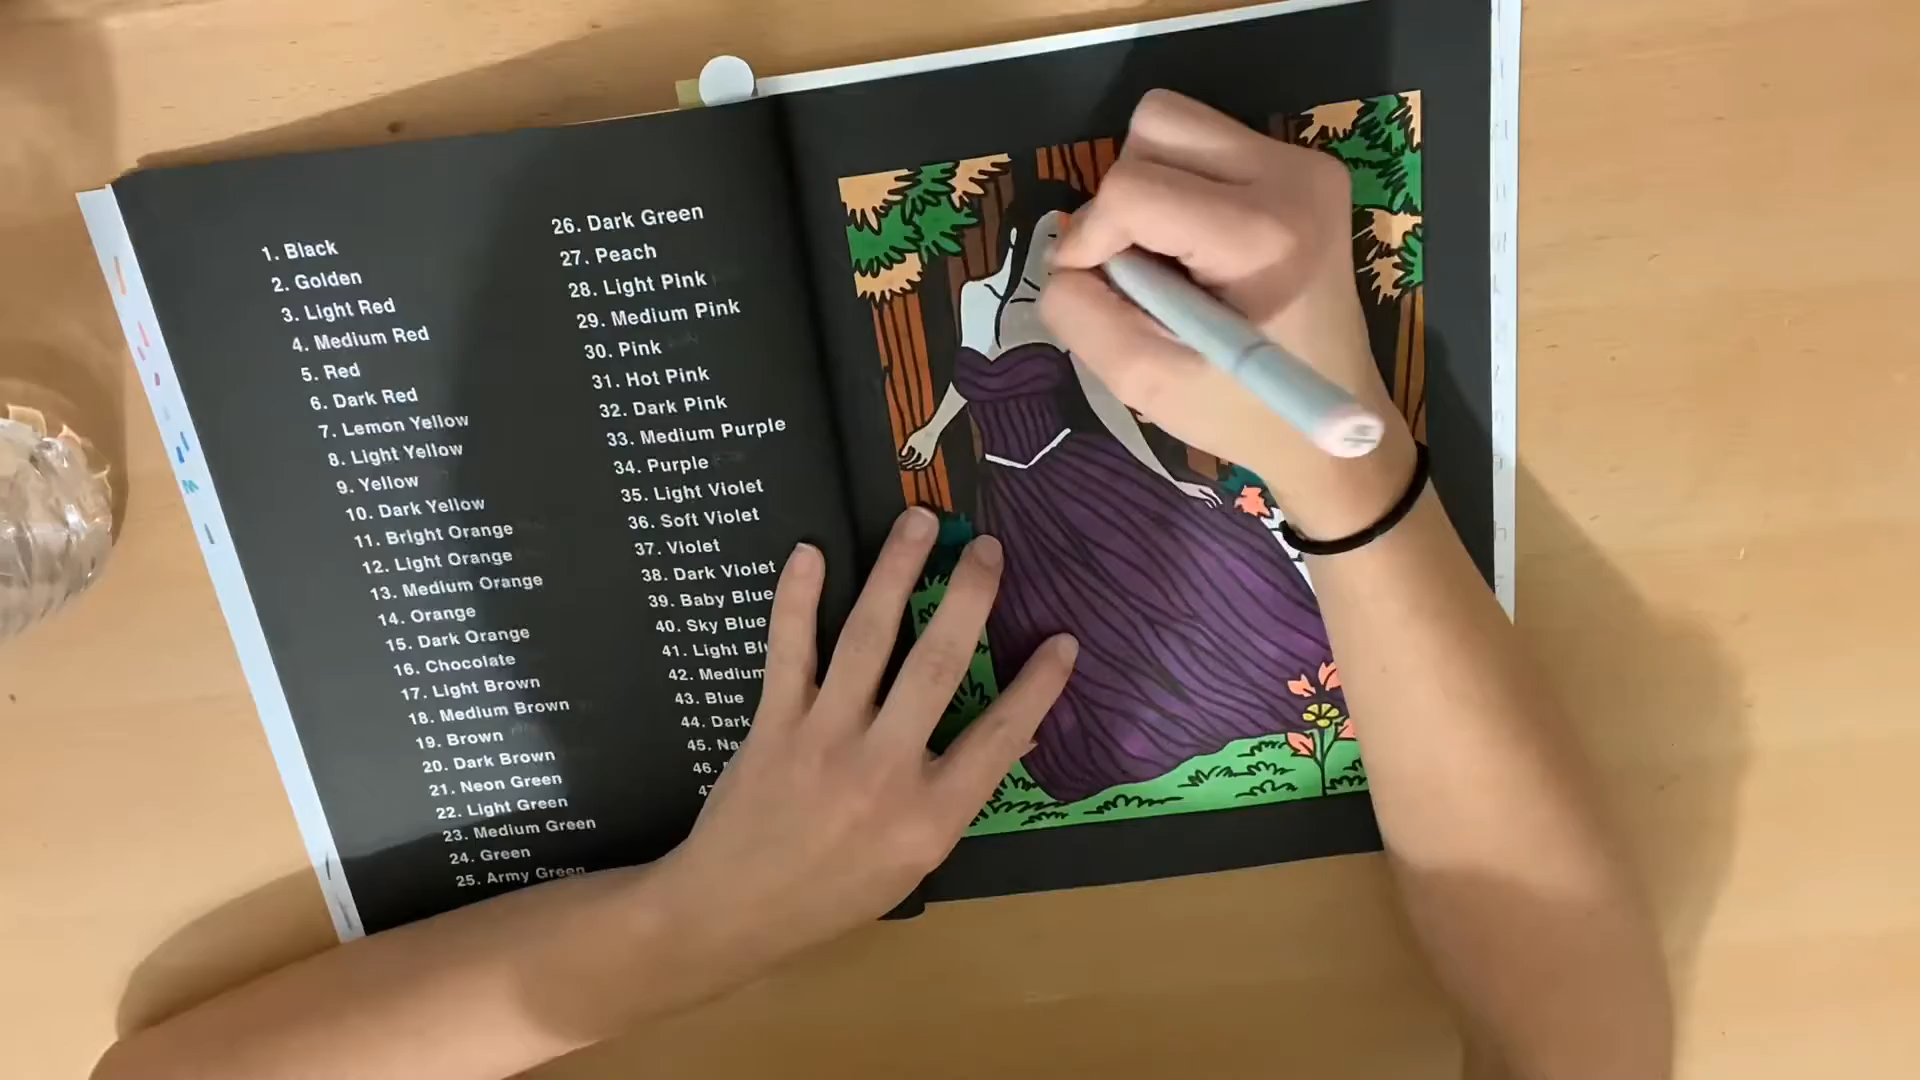 1. Black
2. Golden
3. Light Red
4. Medium Red
5. Red
6. Dark Red
7. Lemon Yellow
8. Light Yellow
9. Yellow
10. Dark Yellow
11. Bright Orange
12. Light Orange
13. Medium Orange
14. Orange
15. Dark Orange
16. Chocolate
17. Light Brown
18. Medium Brown
19. Brown
20. Dark Brown
21. Neon Green
22. Light Green
23. Medium Green
24. Green
25. Army Green
26. Dark Green
27. Peach
28. Light Pink
29. Medium Pink
30. Pink
31. Hot Pink
32. Dark Pink
33. Medium Purple
34. Purple
35. Light Violet
36. Soft Violet
37. Violet
38. Dark Violet
39. Baby Blue
40. Sky Blue
41. Light Bl
42. Medium
43. Blue
44. Dark
45. Na
46.
47